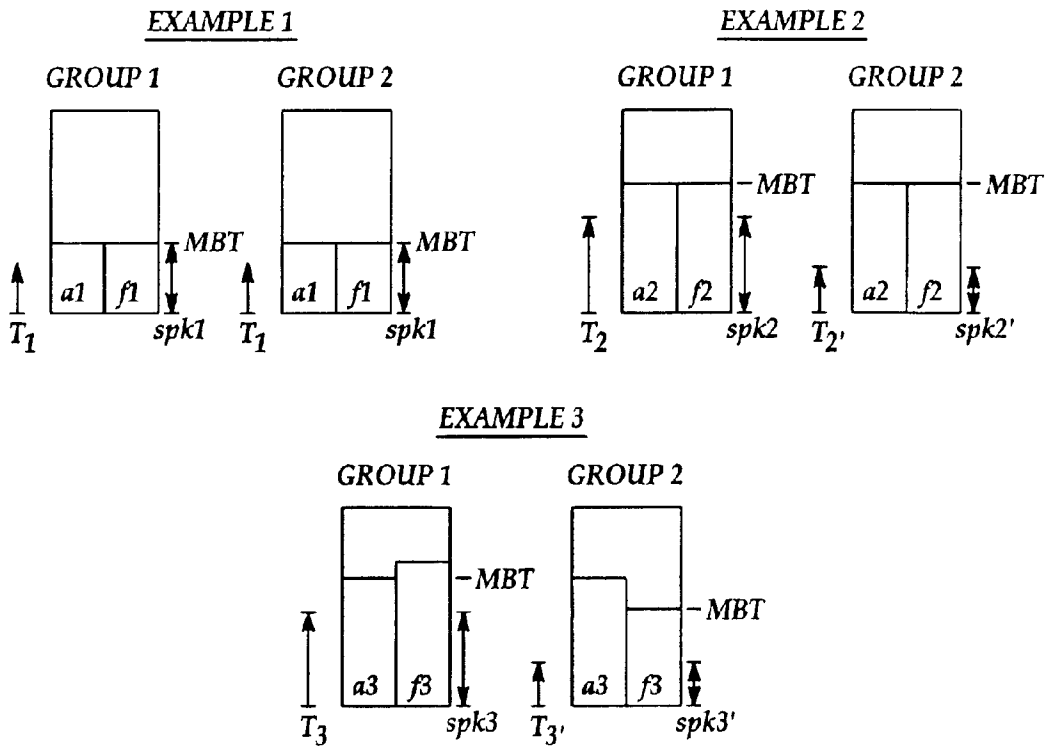 EXAMPLE 1
GROUP 1 GROUP 2
MBT MBT
a1 f1 a1 f1
T1 spk1 T1 spk1
EXAMPLE 2
GROUP 1 GROUP 2
MBT MBT
a2 f2 a2 f2
T2 spk2 T2' spk2'
EXAMPLE 3
GROUP 1 GROUP 2
MBT
MBT
a3 f3 a3 f3
T3 spk3 T3' spk3'